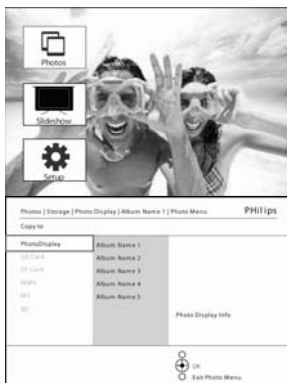 Photos
Slideshow
Setup
Photos | Storage | Photo Display | Album Name 1 | Photo Menu PHilips
Copy to
PhotoDisplay Album Name 1
SD Card Album Name 2
CF Card Album Name 3
MMS Album Name 4
MS Album Name 5
Photo Display Info
OK
Exit Photo Menu